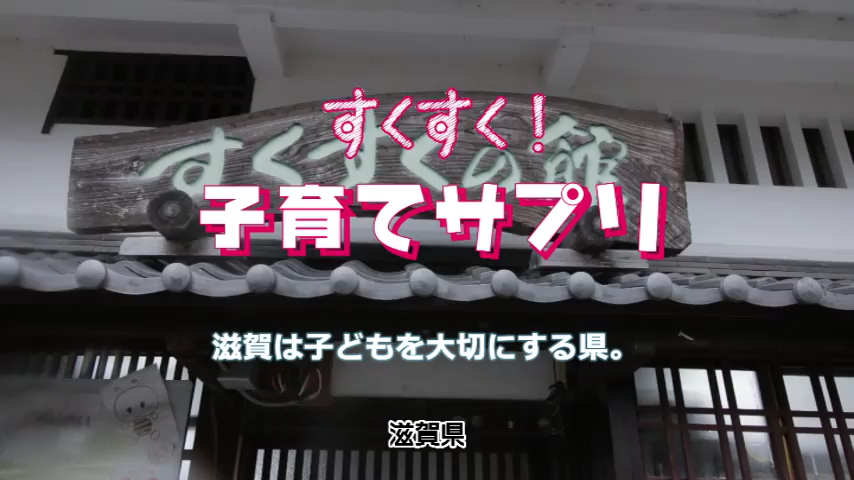 すくすく！
すくすくの館
子育てサプリ
滋賀は子どもを大切にする県。
滋賀県